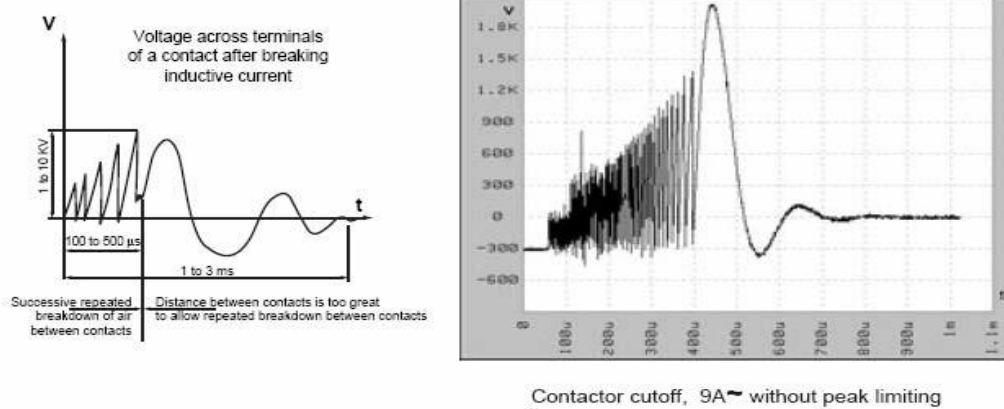 V
Voltage across terminals
of a contact after breaking
inductive current
1 to 10 KV
t
100 to 500 µs
1 to 3 ms
Successive repeated
breakdown of air
between contacts
Distance between contacts is too great
to allow repeated breakdown between contacts
V
1.8K
1.5K
1.2K
900
600
300
0
-300
-600
t
0
100u
200u
300u
400u
500u
600u
700u
800u
900u
1m
1.1m
Contactor cutoff, 9A~ without peak limiting